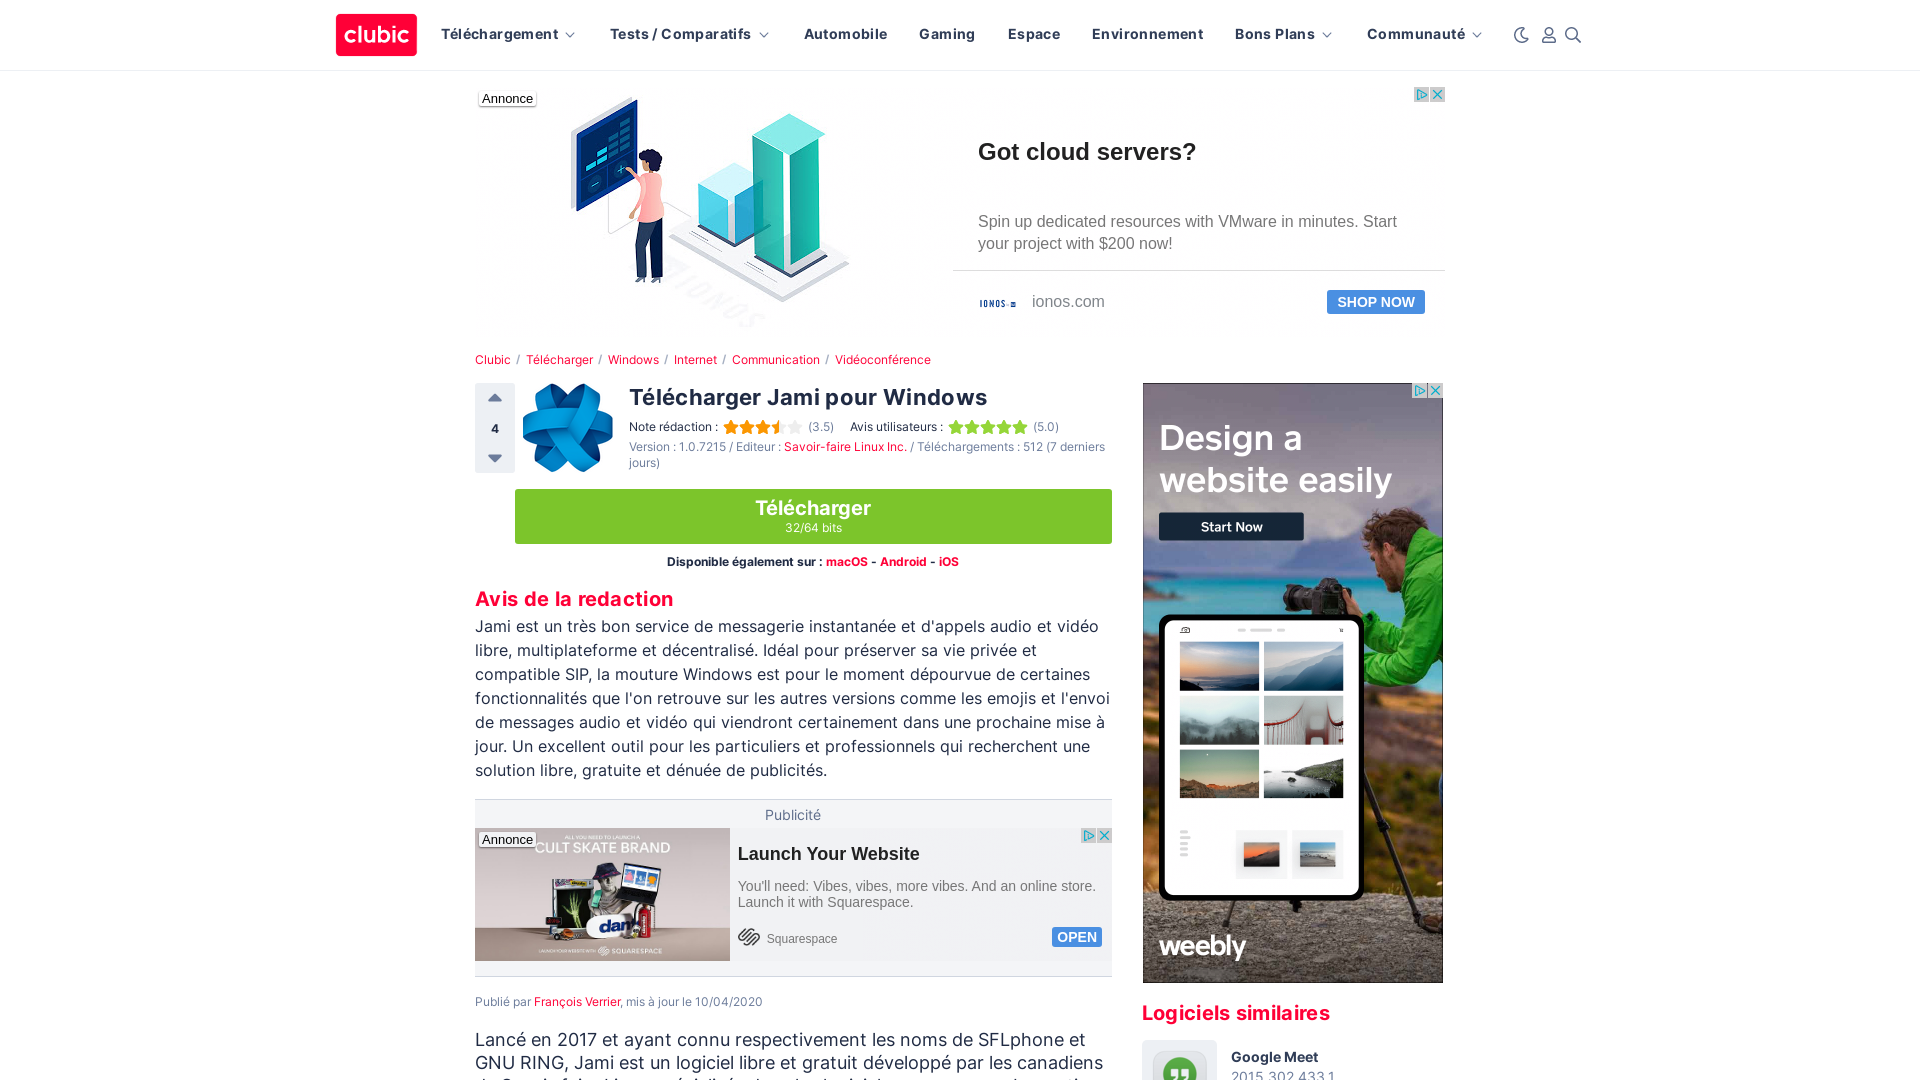 clubic Téléchargement Tests / Comparatifs Automobile Gaming Espace Environnement Bons Plans Communauté
Annonce
IONOS
Got cloud servers?
Spin up dedicated resources with VMware in minutes. Start
your project with $200 now!
IONOS ionos.com SHOP NOW
Clubic / Télécharger / Windows / Internet / Communication / Vidéoconférence
4
Télécharger Jami pour Windows
Note rédaction : (3.5) Avis utilisateurs : (5.0)
Version : 1.0.7215 / Editeur : Savoir-faire Linux Inc. / Téléchargements : 512 (7 derniers
jours)
Télécharger
32/64 bits
Disponible également sur : macOS - Android - iOS
Avis de la redaction
Jami est un très bon service de messagerie instantanée et d'appels audio et vidéo
libre, multiplateforme et décentralisé. Idéal pour préserver sa vie privée et
compatible SIP, la mouture Windows est pour le moment dépourvue de certaines
fonctionnalités que l'on retrouve sur les autres versions comme les emojis et l'envoi
de messages audio et vidéo qui viendront certainement dans une prochaine mise à
jour. Un excellent outil pour les particuliers et professionnels qui recherchent une
solution libre, gratuite et dénuée de publicités.
Publicité
Annonce
ALL YOU NEED TO LAUNCH A
CULT SKATE BRAND
dant
LAUNCH YOUR WEBSITE WITH SQUARESPACE
Launch Your Website
You'll need: Vibes, vibes, more vibes. And an online store.
Launch it with Squarespace.
Squarespace OPEN
Publié par François Verrier, mis à jour le 10/04/2020
Lancé en 2017 et ayant connu respectivement les noms de SFLphone et
GNU RING, Jami est un logiciel libre et gratuit développé par les canadiens
Design a
website easily
Start Now
weebly
Logiciels similaires
Google Meet
2015.302.433.1